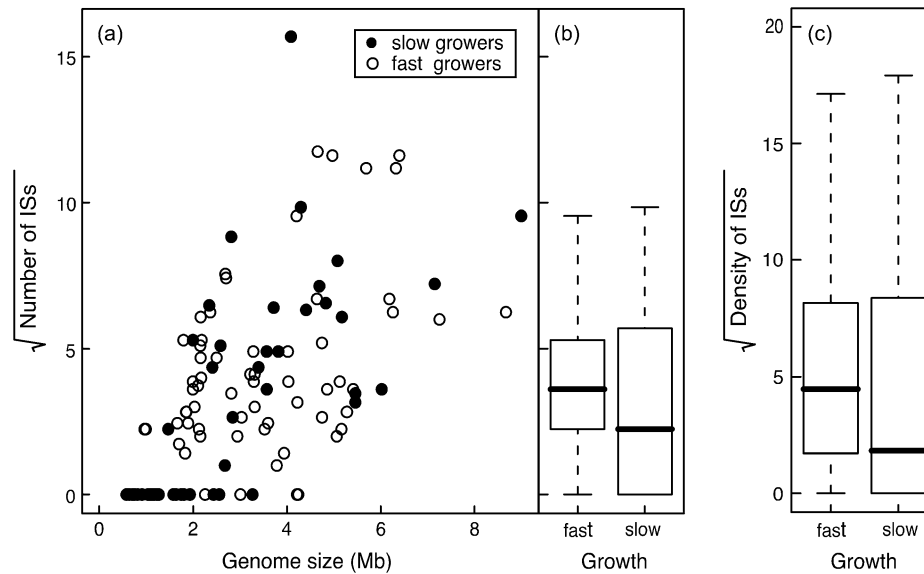 (a)
slow growers
fast growers
15
10
5
0
√Number of ISs
0 2 4 6 8
Genome size (Mb)
(b)
fast slow
Growth
(c)
20
15
10
5
0
√Density of ISs
fast slow
Growth